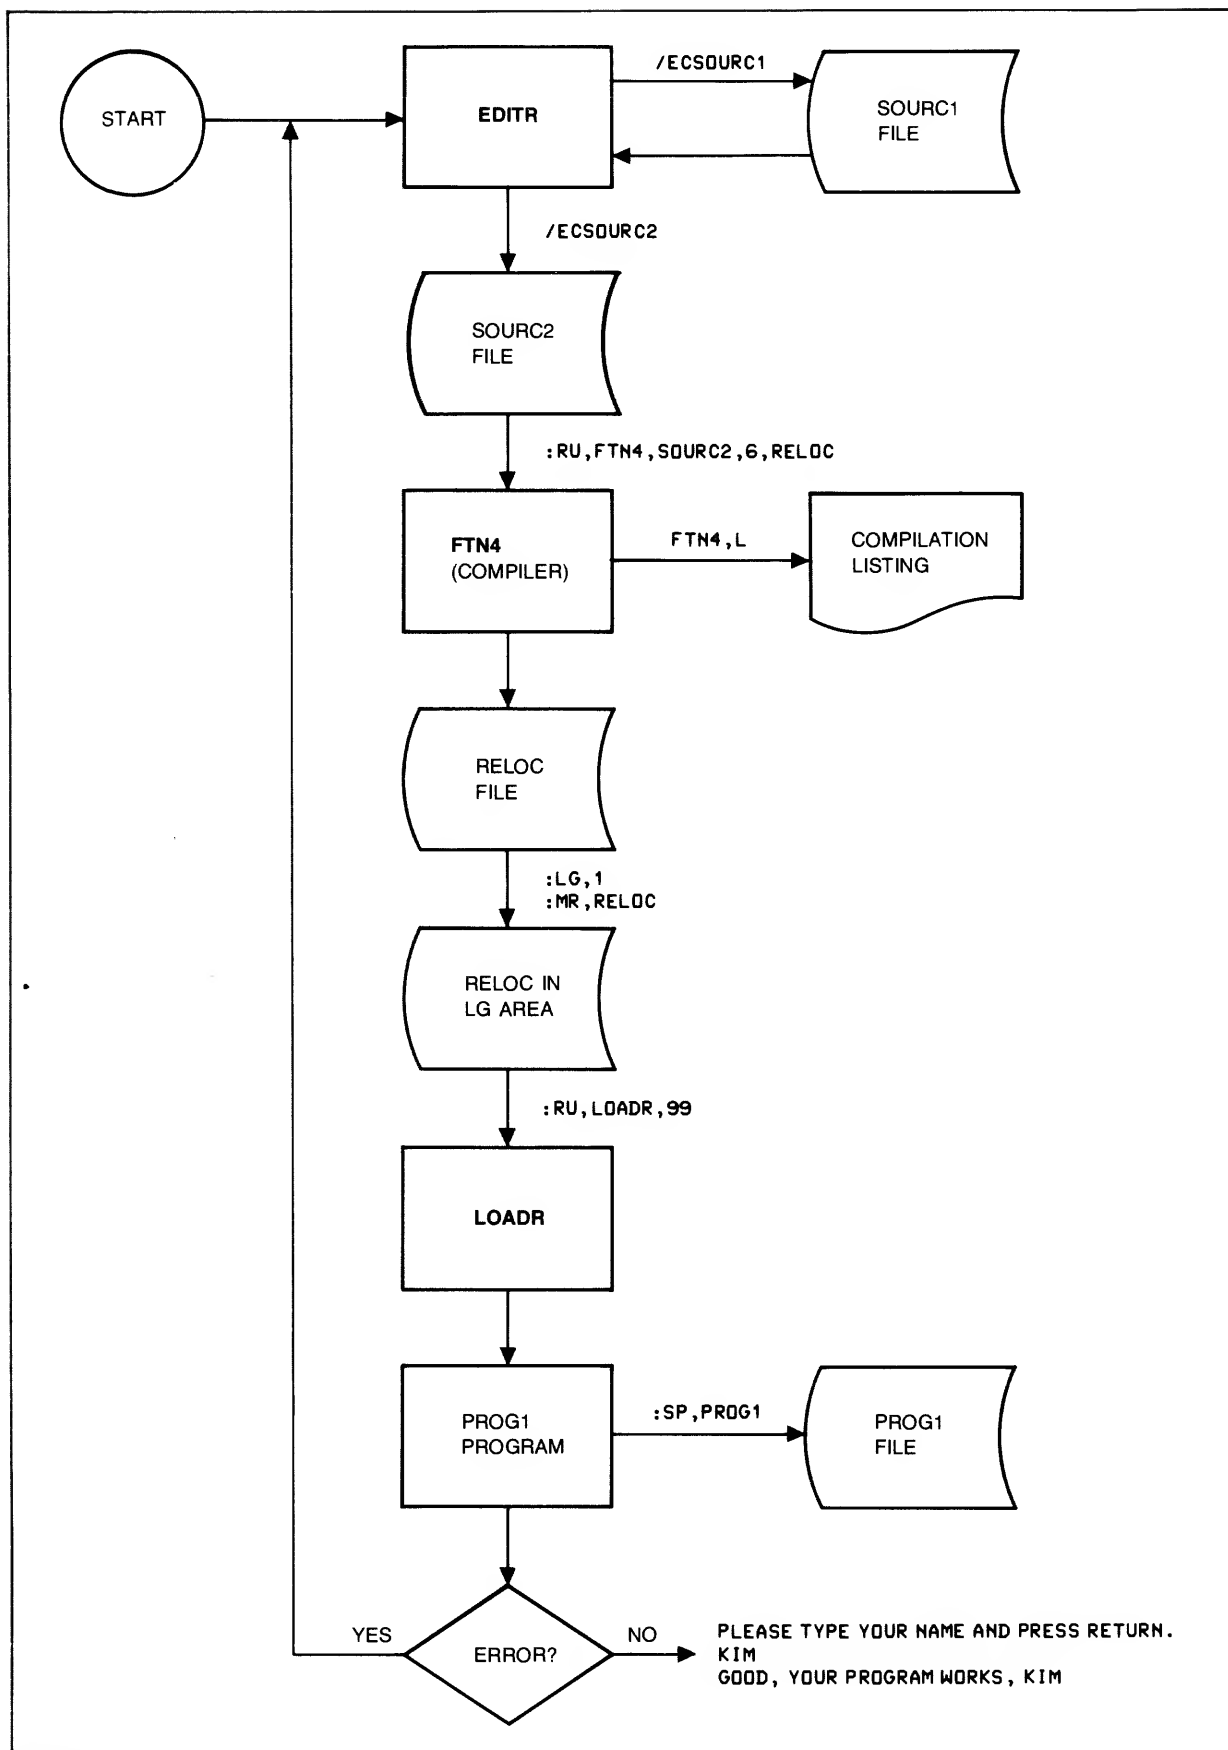 START
EDITR
/ECSOURC1
SOURC1
FILE
/ECSOURC2
SOURC2
FILE
:RU,FTN4,SOURC2,6,RELOC
FTN4
(COMPILER)
FTN4,L
COMPILATION
LISTING
RELOC
FILE
:LG,1
:MR,RELOC
RELOC IN
LG AREA
:RU,LOADR,99
LOADR
PROG1
PROGRAM
:SP,PROG1
PROG1
FILE
YES
ERROR?
NO
PLEASE TYPE YOUR NAME AND PRESS RETURN.
KIM
GOOD, YOUR PROGRAM WORKS, KIM